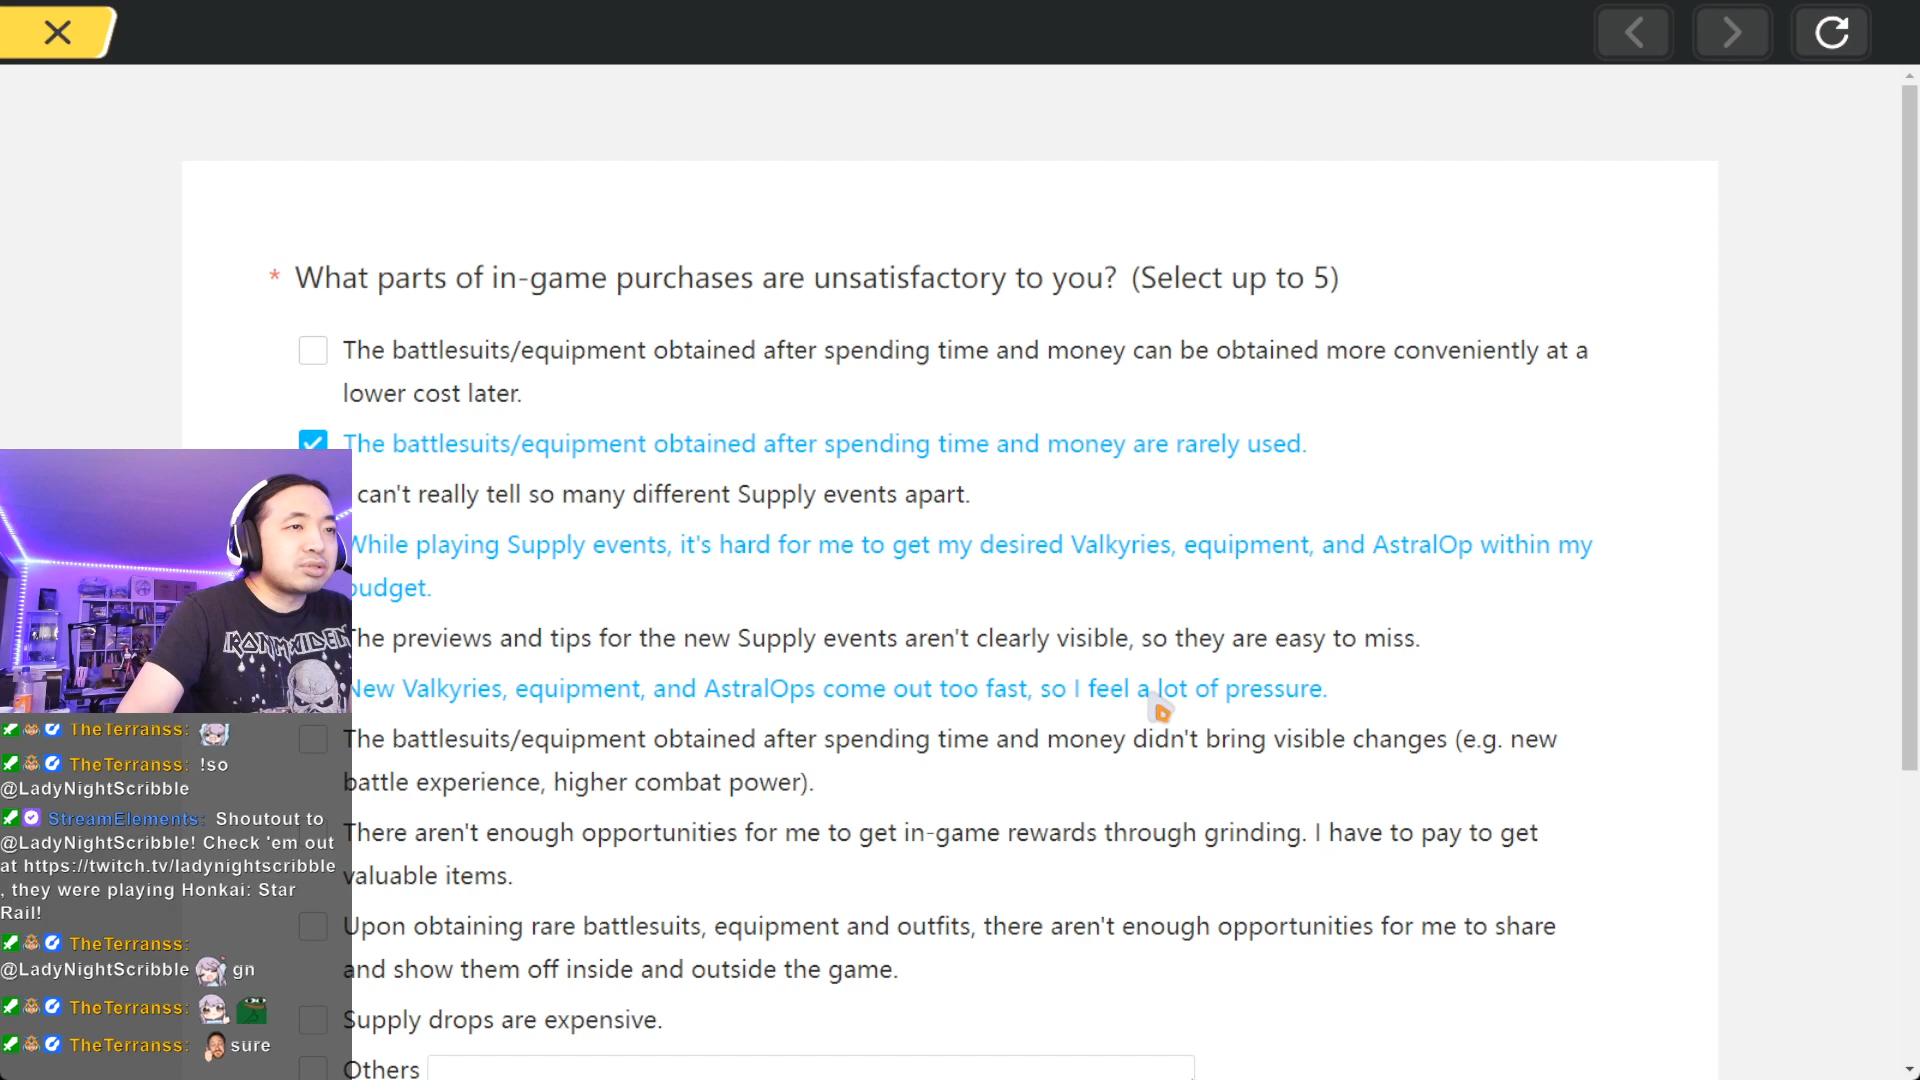 * What parts of in-game purchases are unsatisfactory to you? (Select up to 5)
The battlesuits/equipment obtained after spending time and money can be obtained more conveniently at a
lower cost later.
The battlesuits/equipment obtained after spending time and money are rarely used.
can't really tell so many different Supply events apart.
While playing Supply events, it's hard for me to get my desired Valkyries, equipment, and AstralOp within my
budget.
The previews and tips for the new Supply events aren't clearly visible, so they are easy to miss.
New Valkyries, equipment, and AstralOps come out too fast, so I feel a lot of pressure.
The battlesuits/equipment obtained after spending time and money didn't bring visible changes (e.g. new
battle experience, higher combat power).
There aren't enough opportunities for me to get in-game rewards through grinding. I have to pay to get
valuable items.
Upon obtaining rare battlesuits, equipment and outfits, there aren't enough opportunities for me to share
and show them off inside and outside the game.
Supply drops are expensive.
Others
IRON MAIDEN
TheTerranss:
TheTerranss: !so
@LadyNightScribble
StreamElements: Shoutout to
@LadyNightScribble! Check 'em out
at https://twitch.tv/ladynightscribble
, they were playing Honkai: Star
Rail!
TheTerranss:
@LadyNightScribble gn
TheTerranss:
TheTerranss: sure